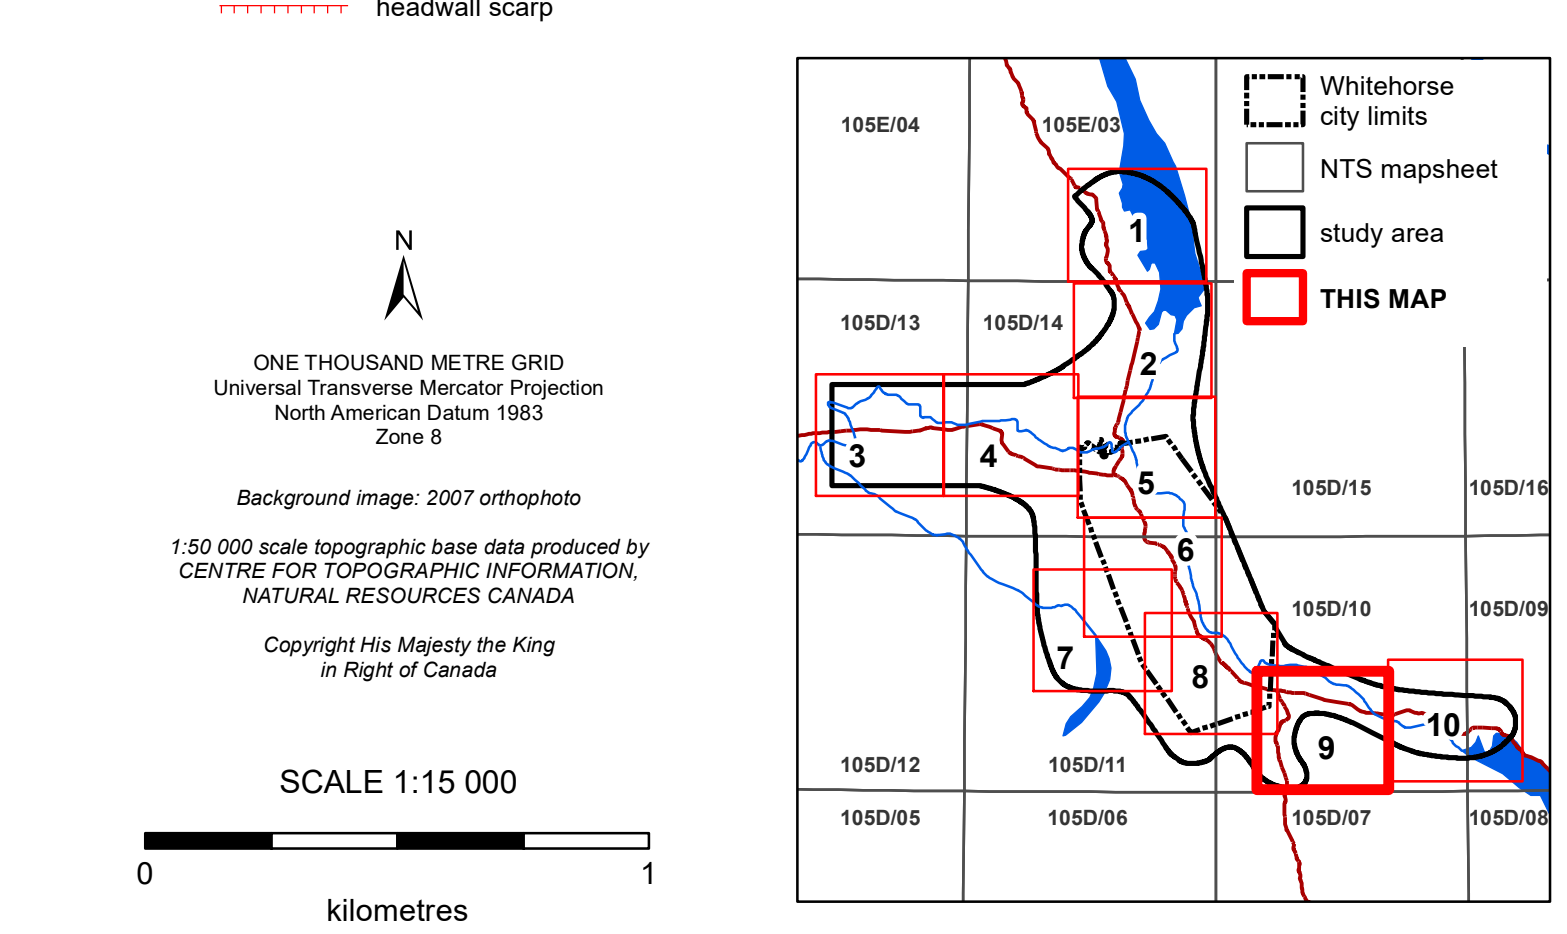 headwall scarp
N
ONE THOUSAND METRE GRID
Universal Transverse Mercator Projection
North American Datum 1983
Zone 8
Background image: 2007 orthophoto
1:50 000 scale topographic base data produced by
CENTRE FOR TOPOGRAPHIC INFORMATION,
NATURAL RESOURCES CANADA
Copyright His Majesty the King
in Right of Canada
SCALE 1:15 000
0 1
kilometres
Whitehorse
city limits
NTS mapsheet
study area
THIS MAP
105E/04 105E/03
1
105D/13 105D/14
2
3 4
5
105D/15 105D/16
6
105D/10 105D/09
7
8
9
10
105D/12 105D/11
105D/05 105D/06 105D/07 105D/08